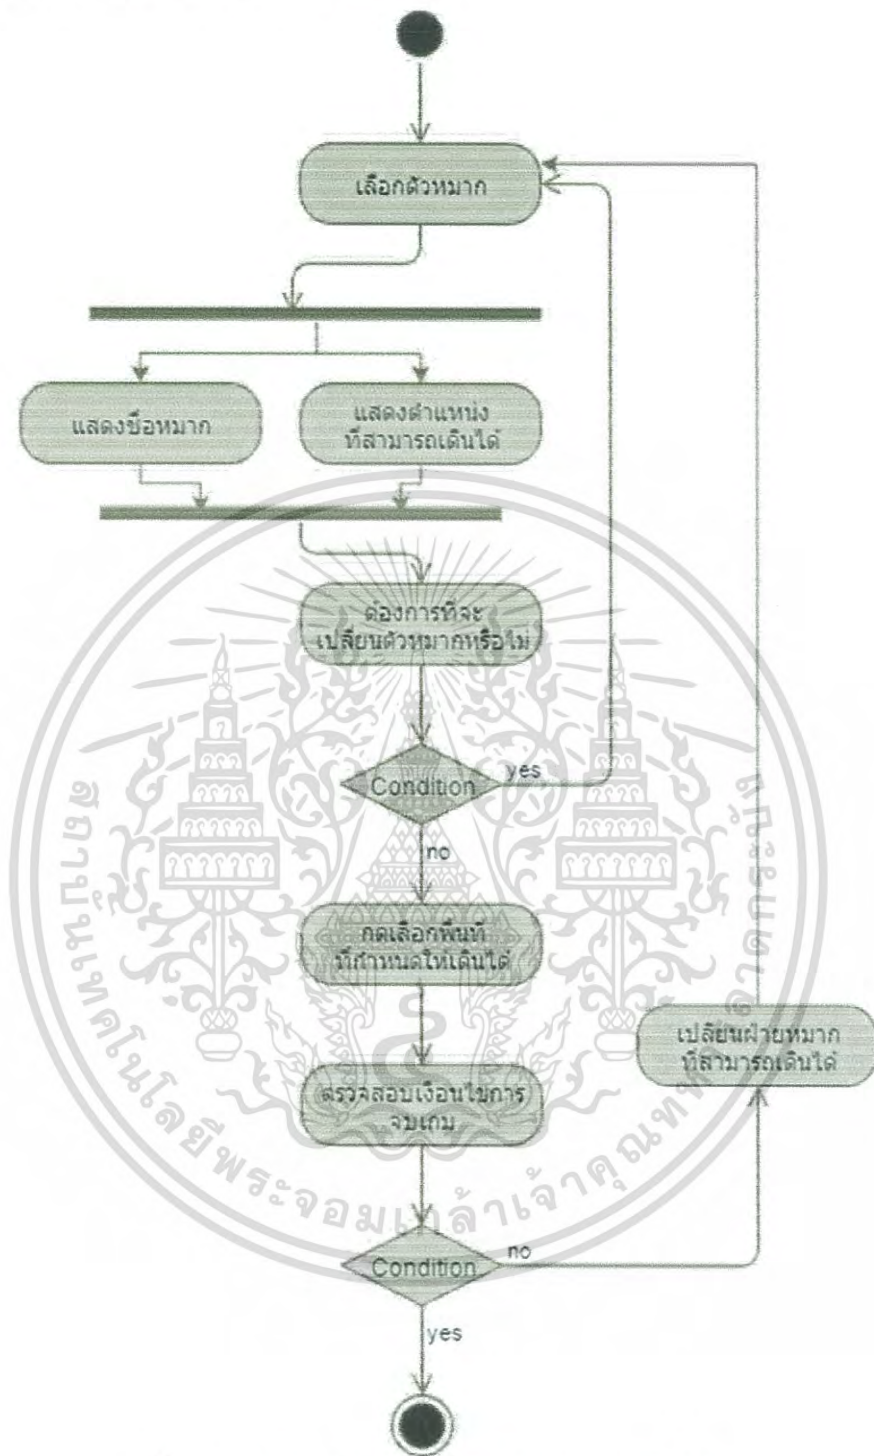 เลือกตัวหมาก
แสดงชื่อหมาก
แสดงตำแหน่ง
ที่สามารถเดินได้
ต้องการที่จะ
เปลี่ยนตัวหมากหรือไม่
Condition
yes
no
กดเลือกพื้นที่
ที่กำหนดให้เดินได้
เปลี่ยนฝ่ายหมาก
ที่สามารถเดินได้
ตรวจสอบเงื่อนไขการ
จบเกม
Condition
no
yes
สถาบันเทคโนโลยีพระจอมเกล้าเจ้าคุณทหารลาดกระบัง